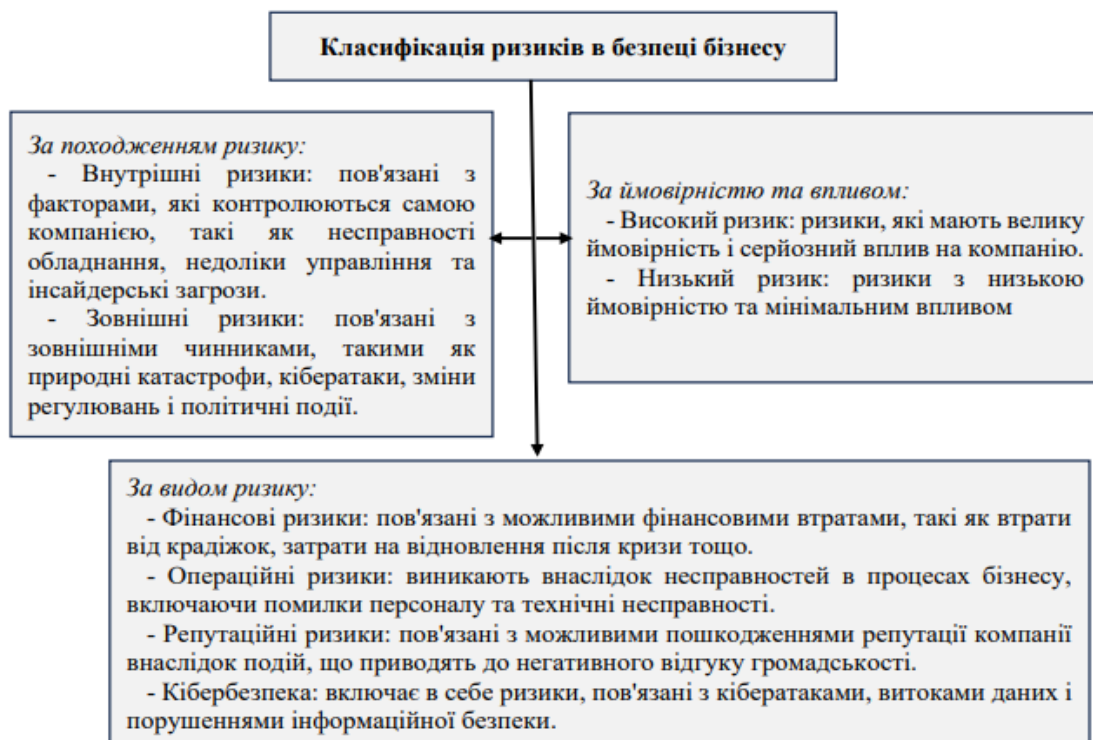 Класифікація ризиків в безпеці бізнесу
За походженням ризику:
- Внутрішні ризики: пов'язані з
факторами, які контролюються самою
компанією, такі як несправності
обладнання, недоліки управління та
інсайдерські загрози.
- Зовнішні ризики: пов'язані з
зовнішніми чинниками, такими як
природні катастрофи, кібератаки, зміни
регулювань і політичні події.
За ймовірністю та впливом:
- Високий ризик: ризики, які мають велику
ймовірність і серйозний вплив на компанію.
- Низький ризик: ризики з низькою
ймовірністю та мінімальним впливом
За видом ризику:
- Фінансові ризики: пов'язані з можливими фінансовими втратами, такі як втрати
від крадіжок, затрати на відновлення після кризи тощо.
- Операційні ризики: виникають внаслідок несправностей в процесах бізнесу,
включаючи помилки персоналу та технічні несправності.
- Репутаційні ризики: пов'язані з можливими пошкодженнями репутації компанії
внаслідок подій, що приводять до негативного відгуку громадськості.
- Кібербезпека: включає в себе ризики, пов'язані з кібератаками, витоками даних і
порушеннями інформаційної безпеки.